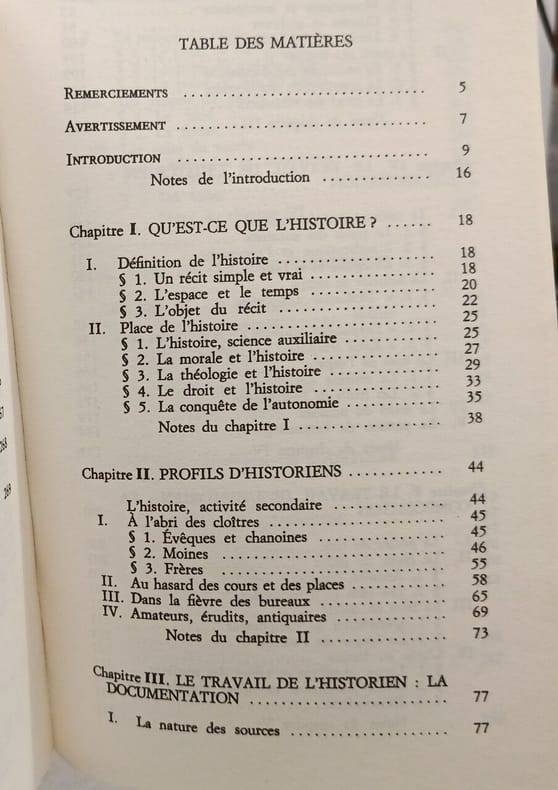 TABLE DES MATIÈRES
REMERCIEMENTS .............................. 5
AVERTISSEMENT .............................. 7
INTRODUCTION .............................. 9
Notes de l'introduction .............. 16
Chapitre I. QU'EST-CE QUE L'HISTOIRE ? ...... 18
I. Définition de l'histoire .................... 18
§ 1. Un récit simple et vrai ................ 18
§ 2. L'espace et le temps ................ 20
§ 3. L'objet du récit .................... 22
II. Place de l'histoire ........................ 25
§ 1. L'histoire, science auxiliaire ............ 25
§ 2. La morale et l'histoire ................ 27
§ 3. La théologie et l'histoire .............. 29
§ 4. Le droit et l'histoire ................ 33
§ 5. La conquête de l'autonomie ............ 35
Notes du chapitre I .................. 38
Chapitre II. PROFILS D'HISTORIENS ............ 44
L'histoire, activité secondaire .............. 44
I. À l'abri des cloîtres ...................... 45
§ 1. Évêques et chanoines ................ 45
§ 2. Moines .......................... 46
§ 3. Frères .......................... 55
II. Au hasard des cours et des places ............ 58
III. Dans la fièvre des bureaux ................ 65
IV. Amateurs, érudits, antiquaires .............. 69
Notes du chapitre II ................ 73
Chapitre III. LE TRAVAIL DE L'HISTORIEN : LA
DOCUMENTATION ........................ 77
I. La nature des sources .................... 77
268
269